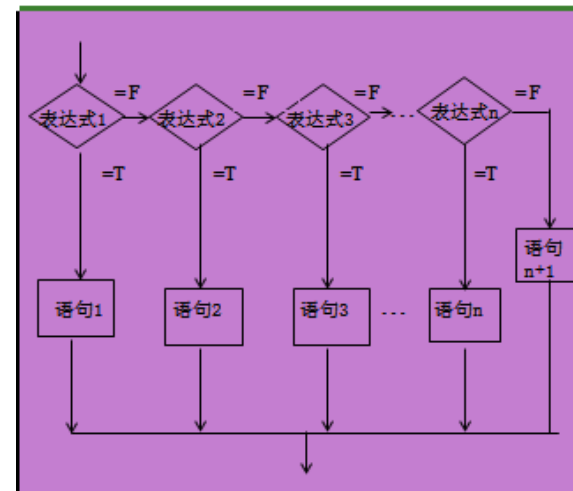 =F =F =F =F
表达式1 表达式2 表达式3 ... 表达式n
=T =T =T =T
语句
n+1
语句1 语句2 语句3 ... 语句n